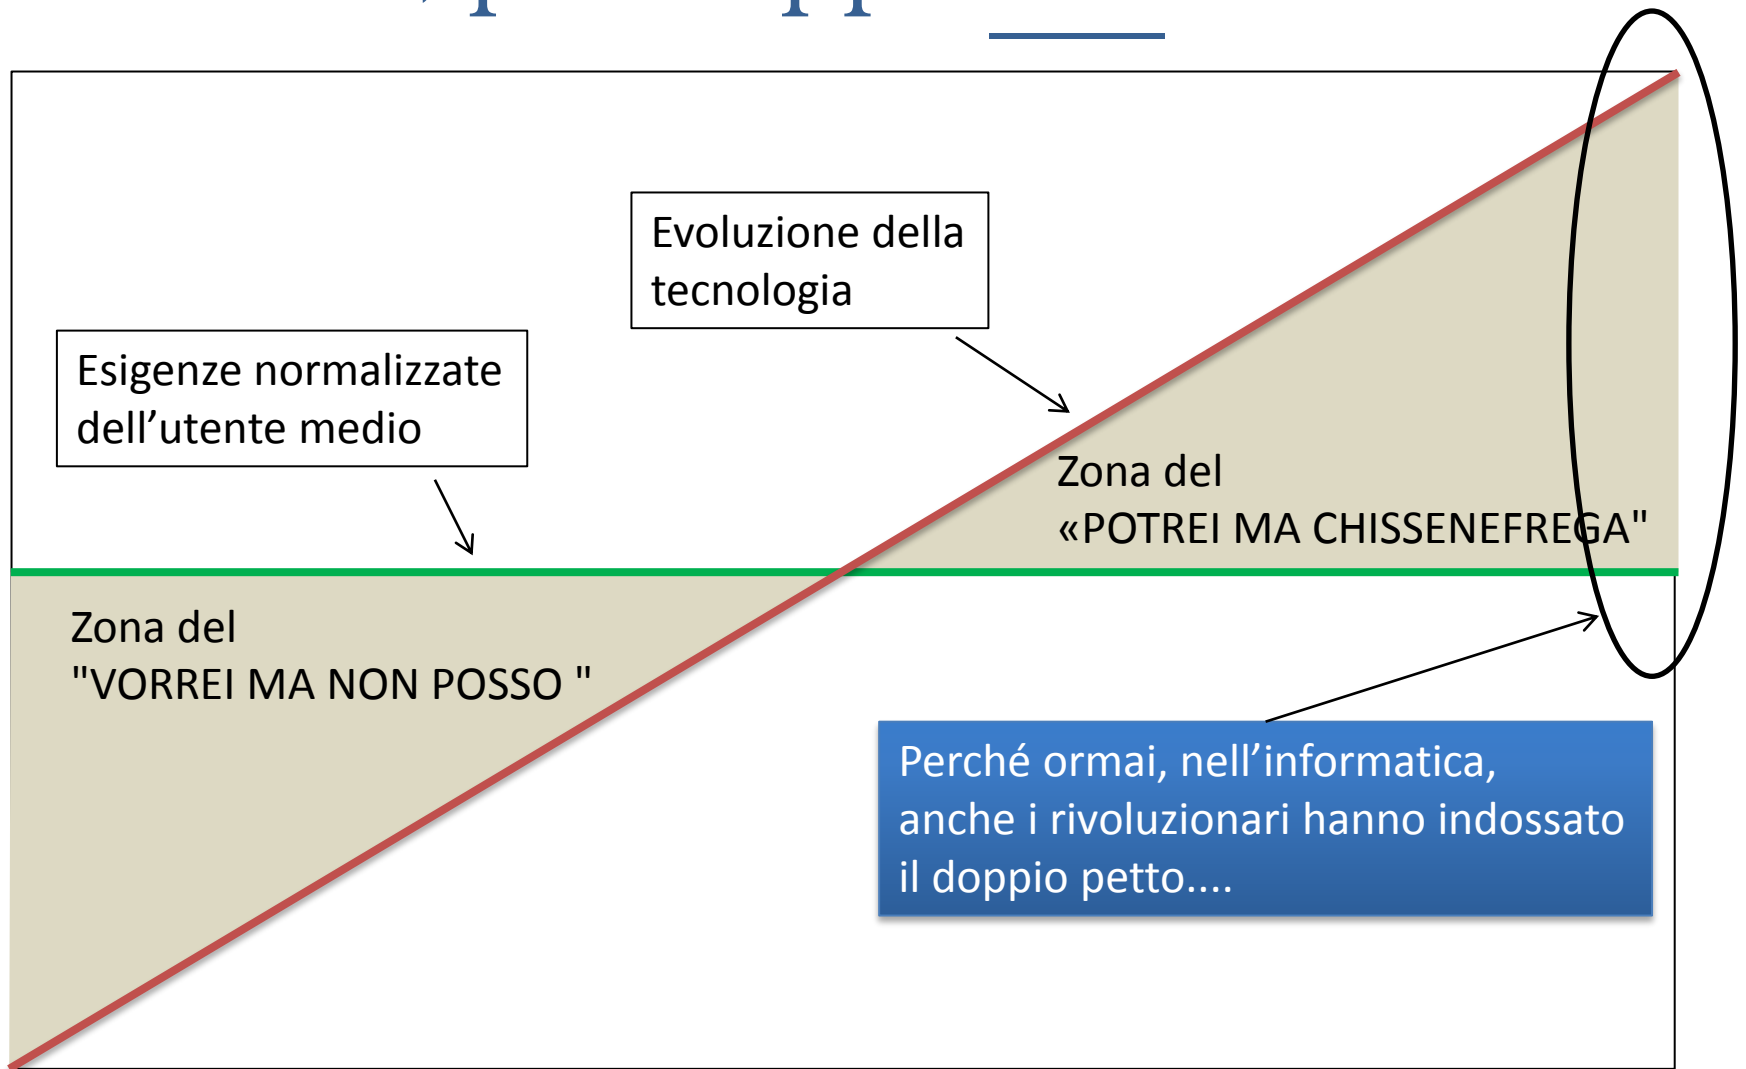 Evoluzione della
tecnologia
Esigenze normalizzate
dell’utente medio
Zona del
«POTREI MA CHISSENEFREGA"
Zona del
"VORREI MA NON POSSO "
Perché ormai, nell’informatica,
anche i rivoluzionari hanno indossato
il doppio petto....